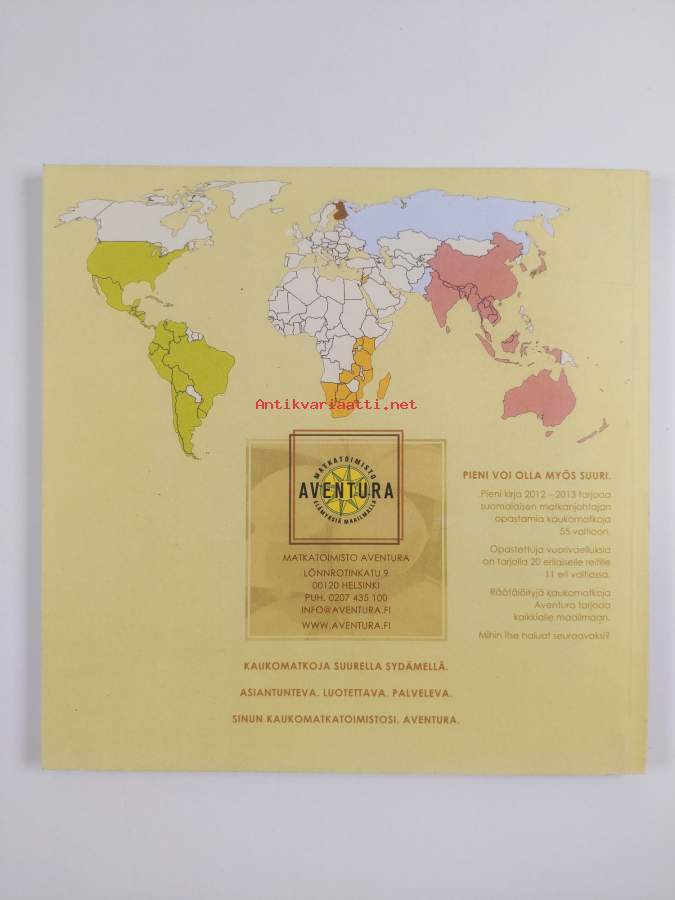 Antikvariaatti.net
MATKATOIMISTO
AVENTURA
ELÄMYKSIÄ MAAILMALLA
MATKATOIMISTO AVENTURA
LÖNNROTINKATU 9
00120 HELSINKI
PUH. 0207 435 100
INFO@AVENTURA.FI
WWW.AVENTURA.FI
PIENI VOI OLLA MYÖS SUURI.
Pieni kirja 2012 – 2013 tarjoaa
suomalaisen matkanjohtajan
opastamia kaukomatkoja
55 valtioon.
Opastettuja vuorivaelluksia
on tarjolla 20 erilaiselle reitille
11 eri valtiossa.
Räätälöityjä kaukomatkoja
Aventura tarjoaa
kaikkialle maailmaan.
Mihin itse haluat seuraavaksi?
KAUKOMATKOJA SUURELLA SYDÄMELLÄ.
ASIANTUNTEVA. LUOTETTAVA. PALVELEVA.
SINUN KAUKOMATKATOIMISTOSI. AVENTURA.